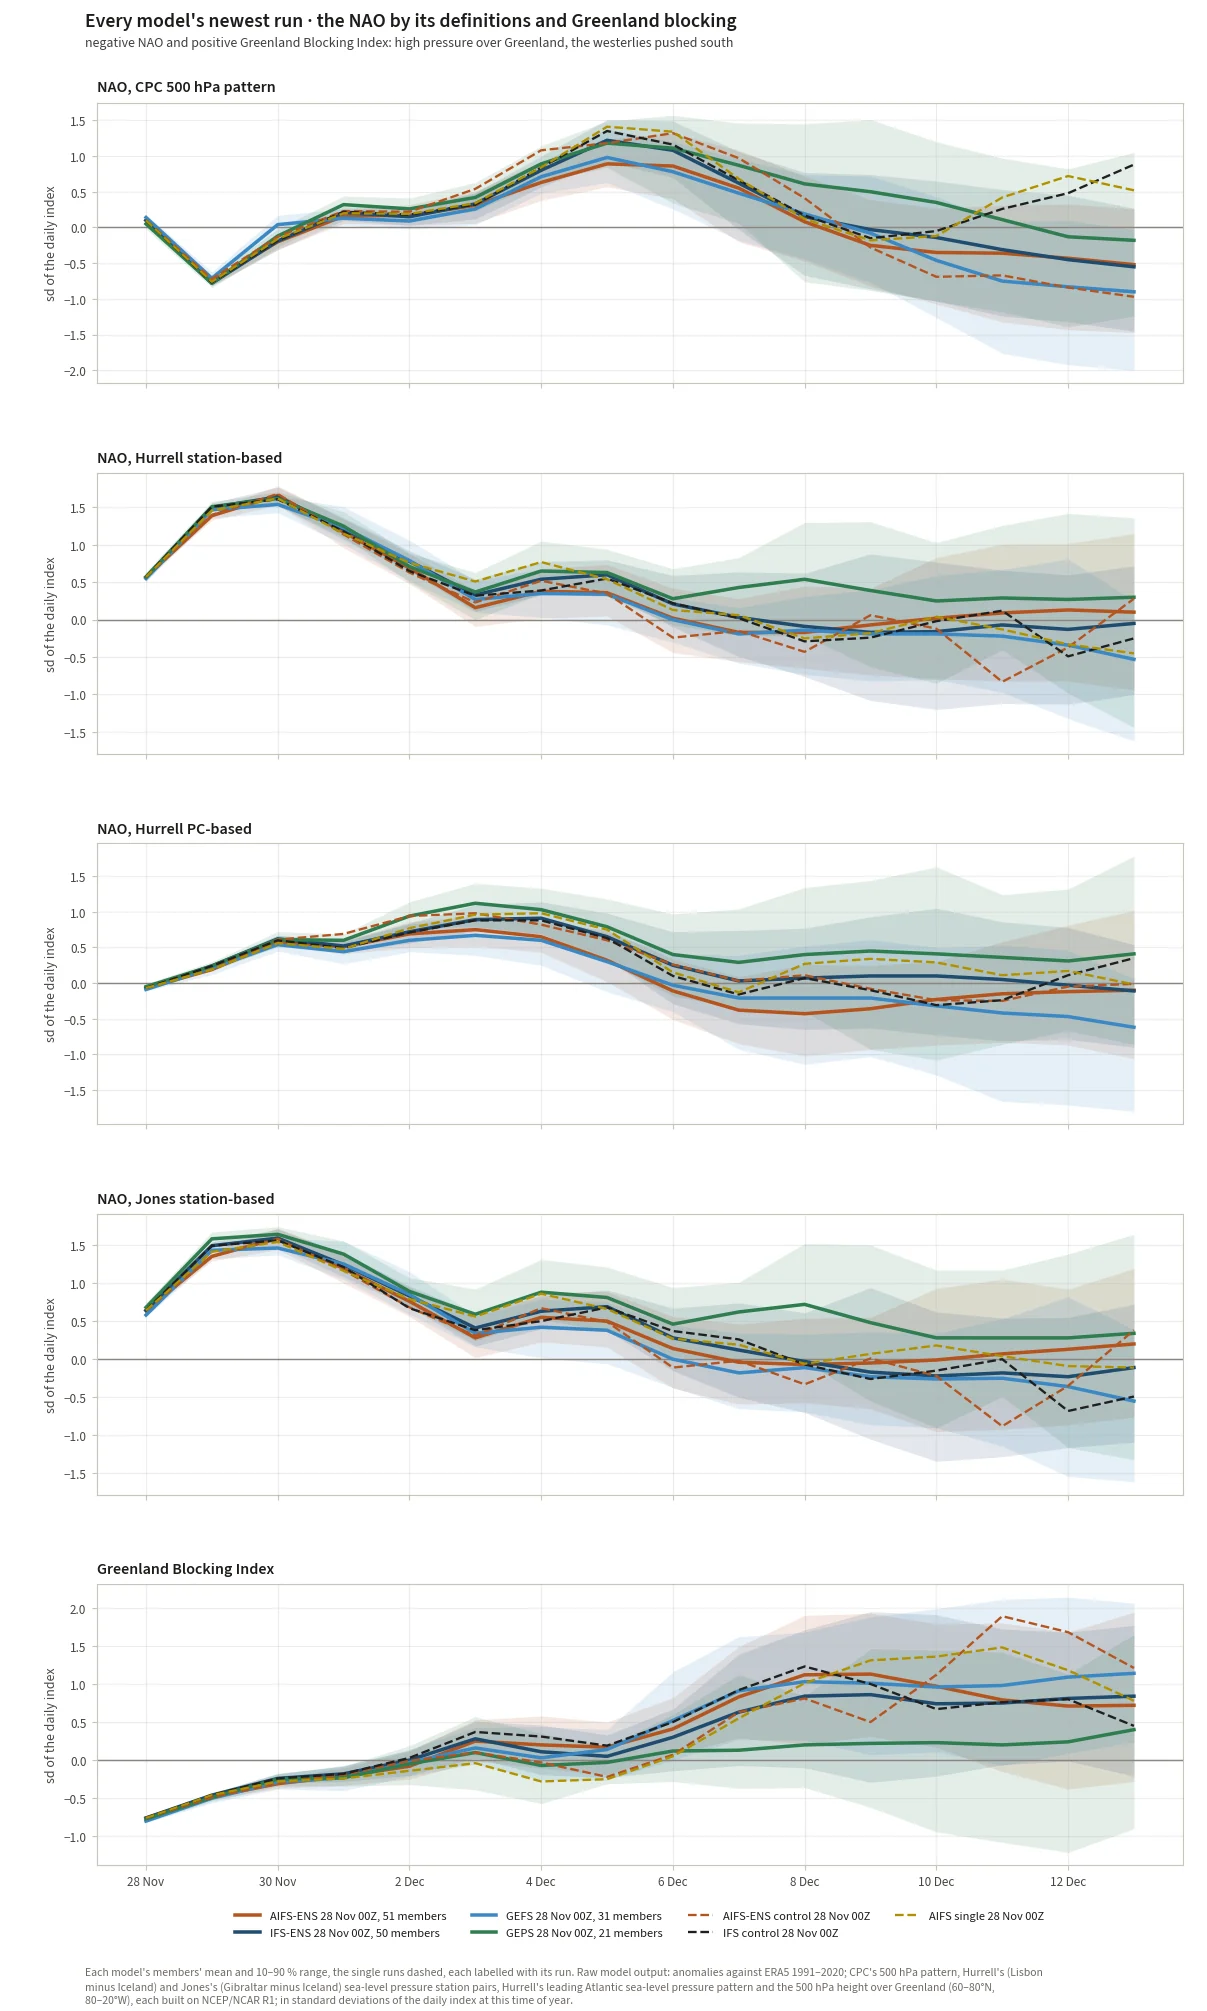 Every model's newest run · the NAO by its definitions and Greenland blocking
negative NAO and positive Greenland Blocking Index: high pressure over Greenland, the westerlies pushed south
NAO, CPC 500 hPa pattern
sd of the daily index
1.5
1.0
0.5
0.0
−0.5
−1.0
−1.5
−2.0
NAO, Hurrell station-based
sd of the daily index
1.5
1.0
0.5
0.0
−0.5
−1.0
−1.5
NAO, Hurrell PC-based
sd of the daily index
1.5
1.0
0.5
0.0
−0.5
−1.0
−1.5
NAO, Jones station-based
sd of the daily index
1.5
1.0
0.5
0.0
−0.5
−1.0
−1.5
Greenland Blocking Index
sd of the daily index
2.0
1.5
1.0
0.5
0.0
−0.5
−1.0
28 Nov 30 Nov 2 Dec 4 Dec 6 Dec 8 Dec 10 Dec 12 Dec
AIFS-ENS 28 Nov 00Z, 51 members GEFS 28 Nov 00Z, 31 members AIFS-ENS control 28 Nov 00Z AIFS single 28 Nov 00Z
IFS-ENS 28 Nov 00Z, 50 members GEPS 28 Nov 00Z, 21 members IFS control 28 Nov 00Z
Each model's members' mean and 10–90 % range, the single runs dashed, each labelled with its run. Raw model output: anomalies against ERA5 1991–2020; CPC's 500 hPa pattern, Hurrell's (Lisbon
minus Iceland) and Jones's (Gibraltar minus Iceland) sea-level pressure station pairs, Hurrell's leading Atlantic sea-level pressure pattern and the 500 hPa height over Greenland (60–80°N,
80–20°W), each built on NCEP/NCAR R1; in standard deviations of the daily index at this time of year.